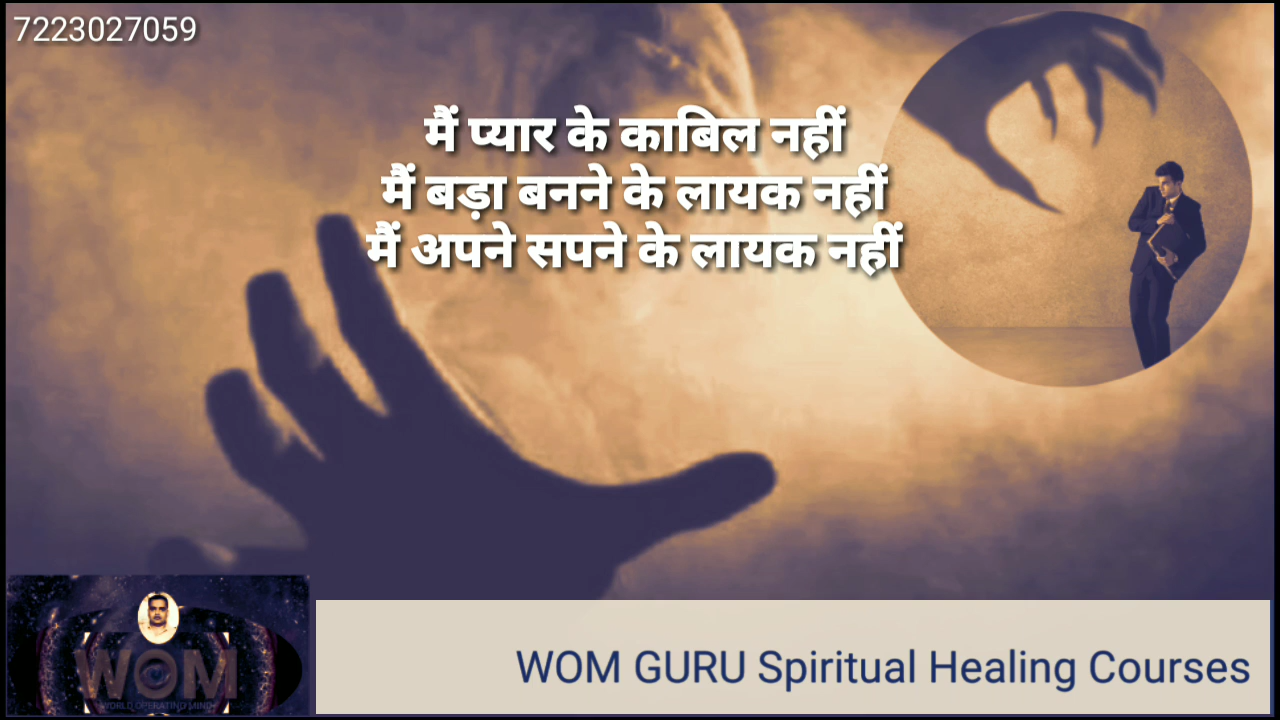 7223027059
मैं प्यार के काबिल नहीं
मैं बड़ा बनने के लायक नहीं
मैं अपने सपने के लायक नहीं
WOM
WORLD OPERATING MIND
WOM GURU Spiritual Healing Courses